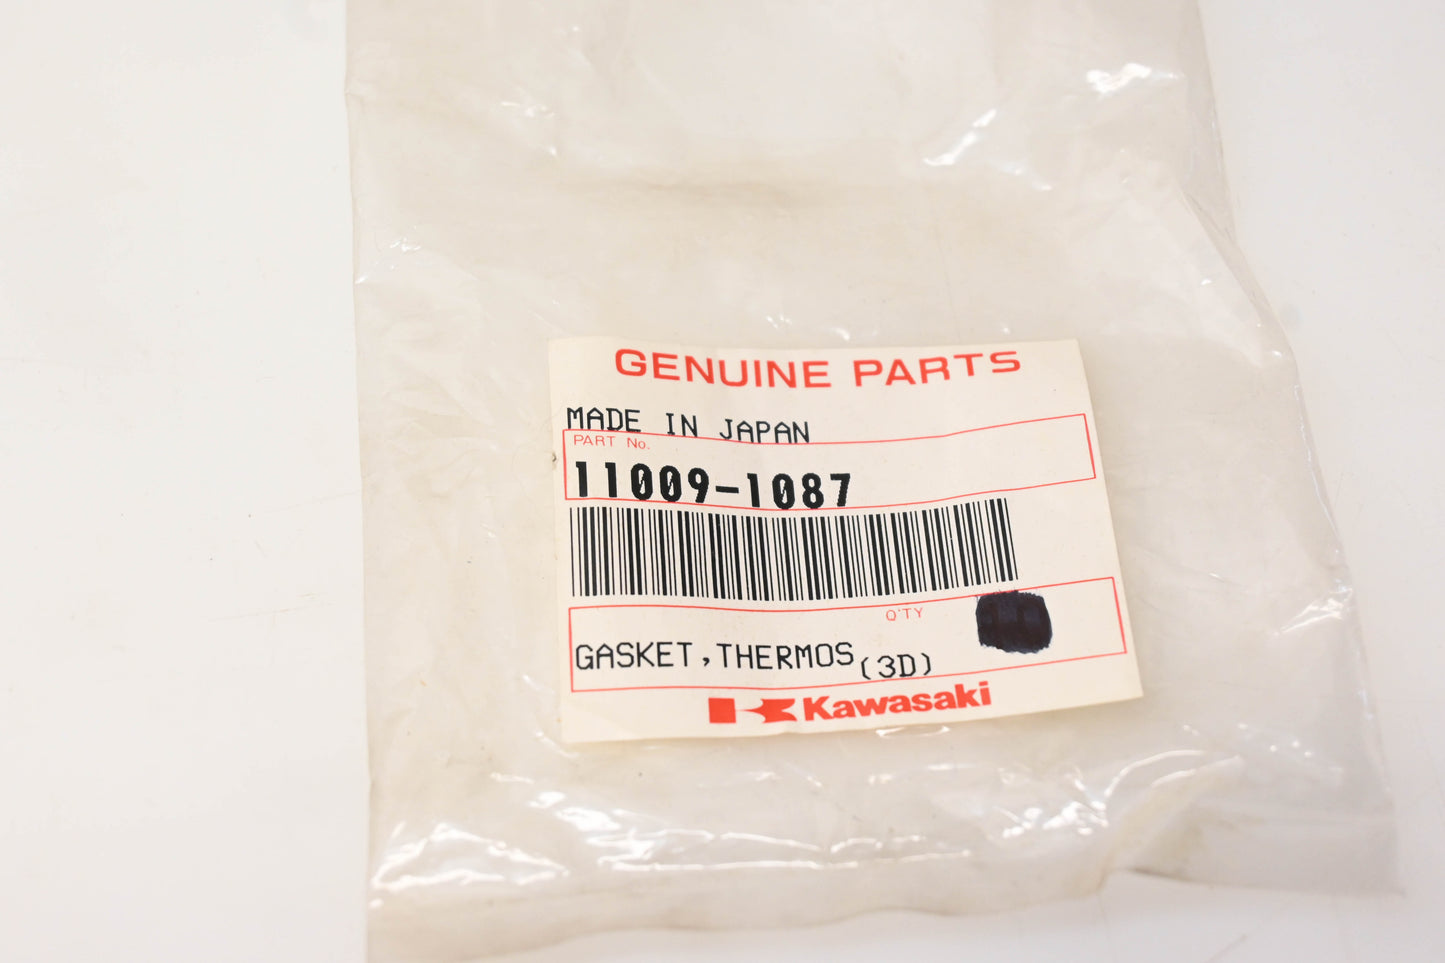 GENUINE PARTS
MADE IN JAPAN
PART No.
11009-1087
Q'TY
GASKET,THERMOS(3D)
Kawasaki